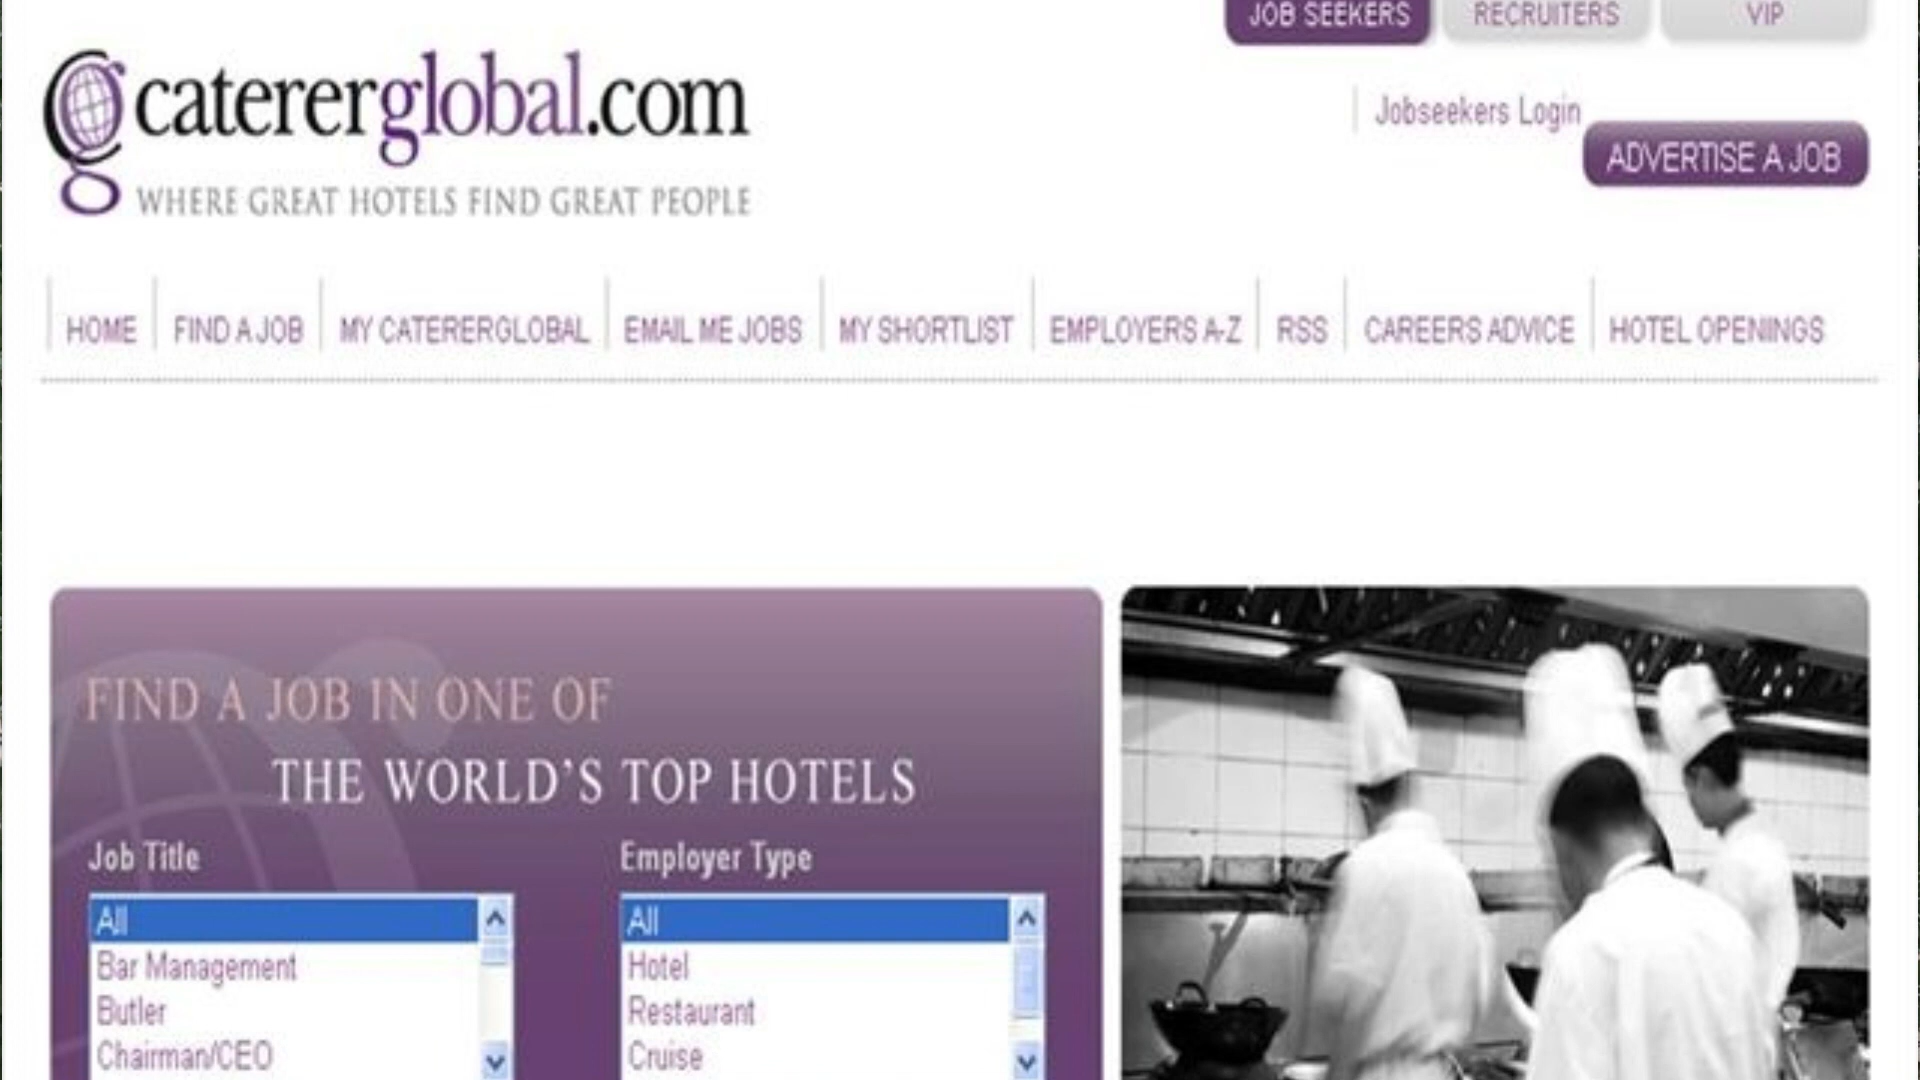 JOB SEEKERS
RECRUITERS
VIP
catererglobal.com
WHERE GREAT HOTELS FIND GREAT PEOPLE
Jobseekers Login
ADVERTISE A JOB
HOME
FIND A JOB
MY CATERERGLOBAL
EMAIL ME JOBS
MY SHORTLIST
EMPLOYERS A-Z
RSS
CAREERS ADVICE
HOTEL OPENINGS
FIND A JOB IN ONE OF
THE WORLD'S TOP HOTELS
Job Title
All
Bar Management
Butler
Chairman/CEO
Employer Type
All
Hotel
Restaurant
Cruise